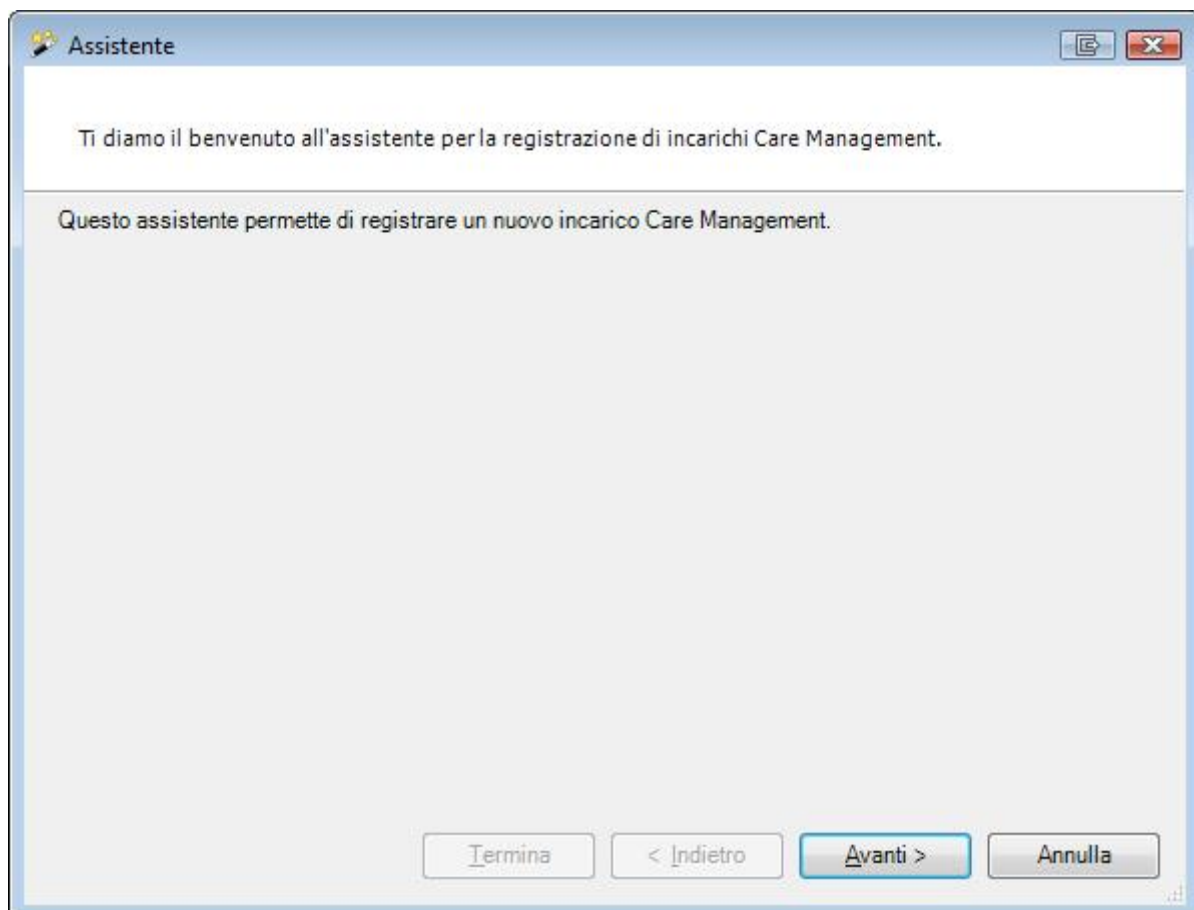 Assistente
Ti diamo il benvenuto all'assistente per la registrazione di incarichi Care Management.
Questo assistente permette di registrare un nuovo incarico Care Management.
Termina
< Indietro
Avanti >
Annulla